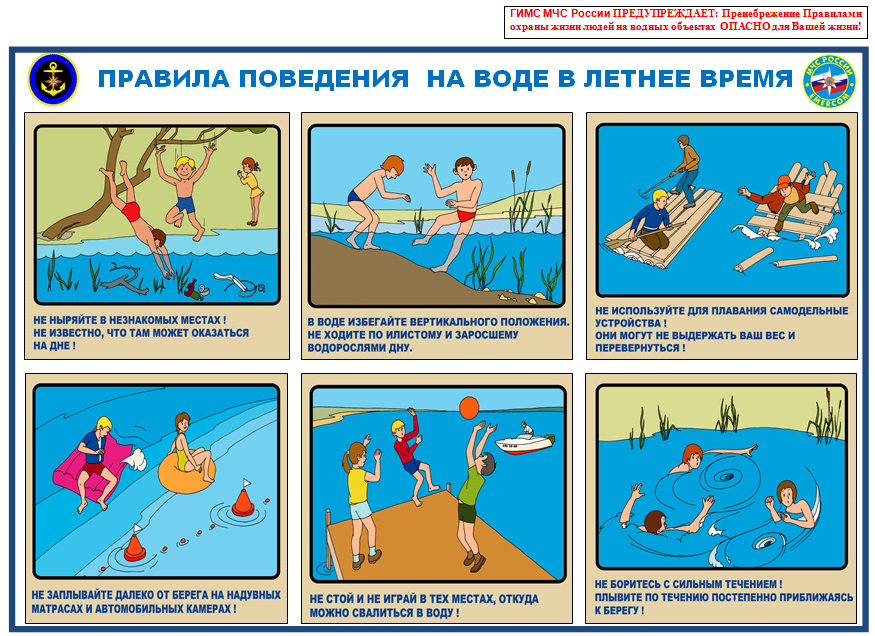 ГИМС МЧС России ПРЕДУПРЕЖДАЕТ: Пренебрежение Правилами
охраны жизни людей на водных объектах ОПАСНО для Вашей жизни!
ПРАВИЛА ПОВЕДЕНИЯ НА ВОДЕ В ЛЕТНЕЕ ВРЕМЯ
МЧС РОССИИ
EMERCOM
НЕ НЫРЯЙТЕ В НЕЗНАКОМЫХ МЕСТАХ !
НЕ ИЗВЕСТНО, ЧТО ТАМ МОЖЕТ ОКАЗАТЬСЯ
НА ДНЕ !
В ВОДЕ ИЗБЕГАЙТЕ ВЕРТИКАЛЬНОГО ПОЛОЖЕНИЯ.
НЕ ХОДИТЕ ПО ИЛИСТОМУ И ЗАРОСШЕМУ
ВОДОРОСЛЯМИ ДНУ.
НЕ ИСПОЛЬЗУЙТЕ ДЛЯ ПЛАВАНИЯ САМОДЕЛЬНЫЕ
УСТРОЙСТВА !
ОНИ МОГУТ НЕ ВЫДЕРЖАТЬ ВАШ ВЕС И
ПЕРЕВЕРНУТЬСЯ !
НЕ ЗАПЛЫВАЙТЕ ДАЛЕКО ОТ БЕРЕГА НА НАДУВНЫХ
МАТРАСАХ И АВТОМОБИЛЬНЫХ КАМЕРАХ !
НЕ СТОЙ И НЕ ИГРАЙ В ТЕХ МЕСТАХ, ОТКУДА
МОЖНО СВАЛИТЬСЯ В ВОДУ !
НЕ БОРИТЕСЬ С СИЛЬНЫМ ТЕЧЕНИЕМ !
ПЛЫВИТЕ ПО ТЕЧЕНИЮ ПОСТЕПЕННО ПРИБЛИЖАЯСЬ
К БЕРЕГУ !